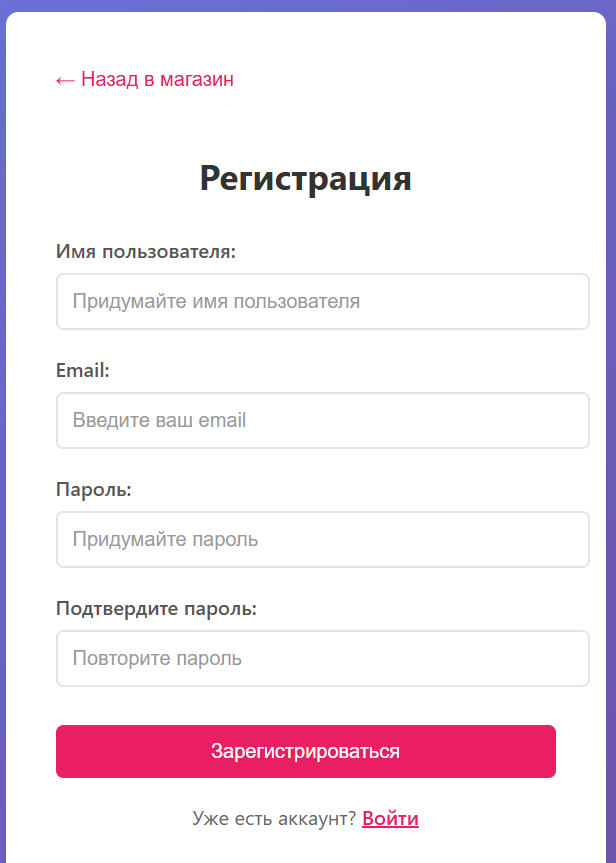 ← Назад в магазин
Регистрация
Имя пользователя:
Придумайте имя пользователя
Email:
Введите ваш email
Пароль:
Придумайте пароль
Подтвердите пароль:
Повторите пароль
Зарегистрироваться
Уже есть аккаунт? Войти